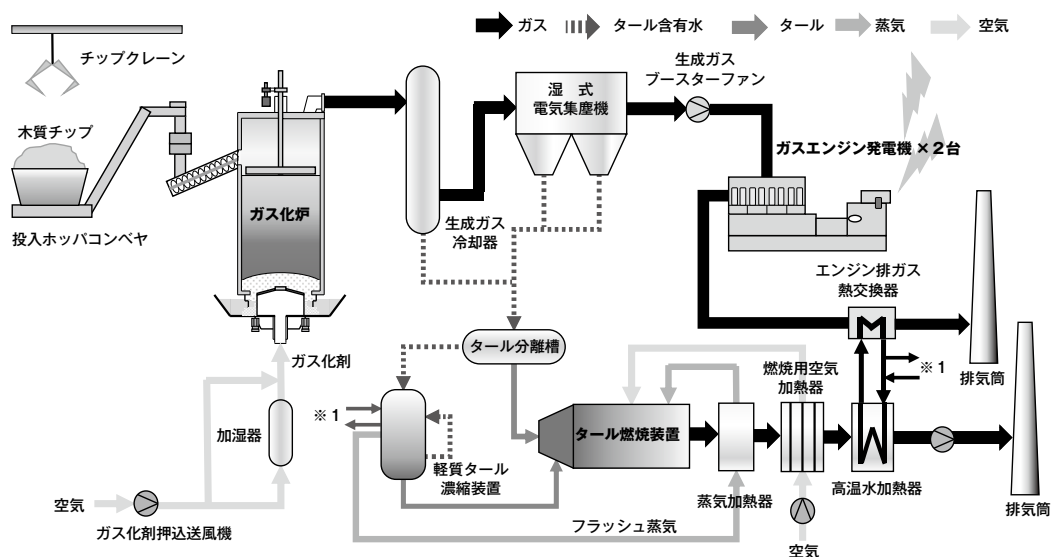 ガス
タール含有水
タール
蒸気
空気
チップクレーン
木質チップ
投入ホッパコンベヤ
ガス化炉
生成ガス
冷却器
湿 式
電気集塵機
生成ガス
ブースターファン
ガスエンジン発電機×2台
エンジン排ガス
熱交換器
ガス化剤
加湿器
空気
ガス化剤押込送風機
タール分離槽
※1
軽質タール
濃縮装置
タール燃焼装置
フラッシュ蒸気
蒸気加熱器
燃焼用空気
加熱器
空気
高温水加熱器
※1
排気筒
排気筒